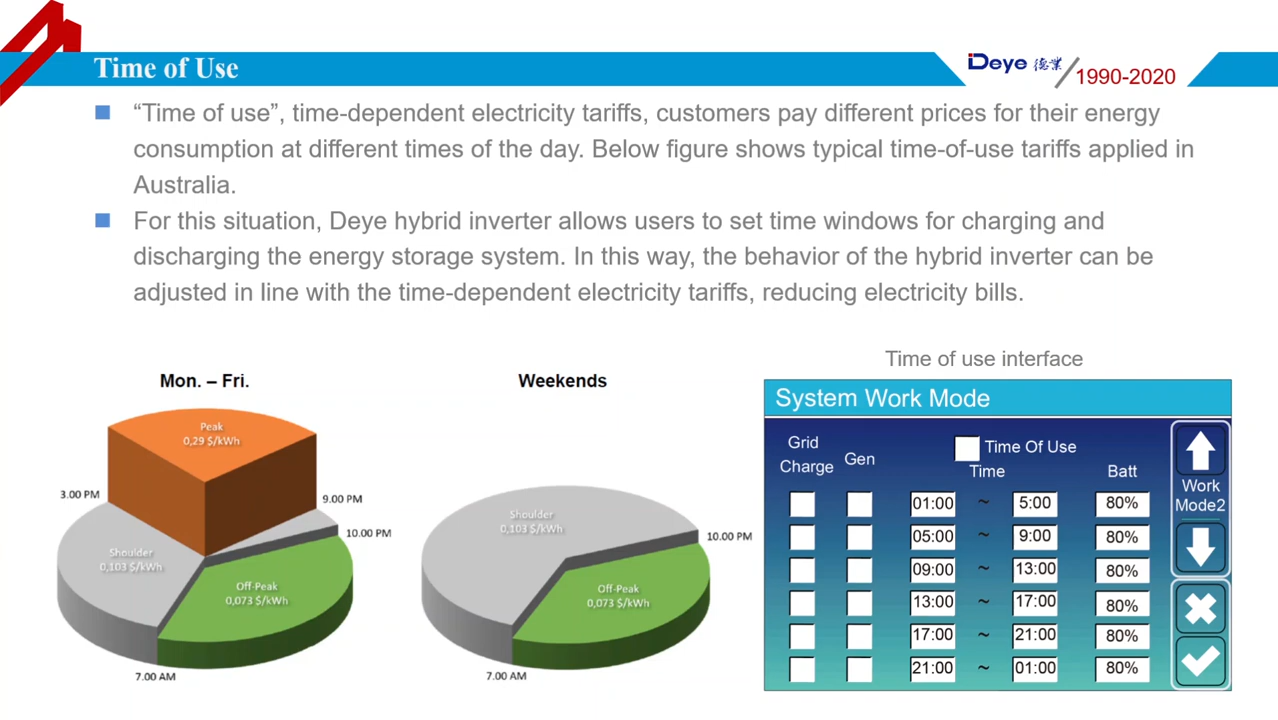 Time of Use
Deye 德業
1990-2020
“Time of use”, time-dependent electricity tariffs, customers pay different prices for their energy
consumption at different times of the day. Below figure shows typical time-of-use tariffs applied in
Australia.
For this situation, Deye hybrid inverter allows users to set time windows for charging and
discharging the energy storage system. In this way, the behavior of the hybrid inverter can be
adjusted in line with the time-dependent electricity tariffs, reducing electricity bills.
Mon. – Fri.
Peak
0,29 $/kWh
3.00 PM
9.00 PM
10.00 PM
Shoulder
0,103 $/kWh
Off-Peak
0,073 $/kWh
7.00 AM
Weekends
Shoulder
0,103 $/kWh
10.00 PM
Off-Peak
0,073 $/kWh
7.00 AM
Time of use interface
System Work Mode
Grid
Charge
Gen
Time Of Use
Time
Batt
01:00 ~ 5:00 80%
05:00 ~ 9:00 80%
09:00 ~ 13:00 80%
13:00 ~ 17:00 80%
17:00 ~ 21:00 80%
21:00 ~ 01:00 80%
Work
Mode2